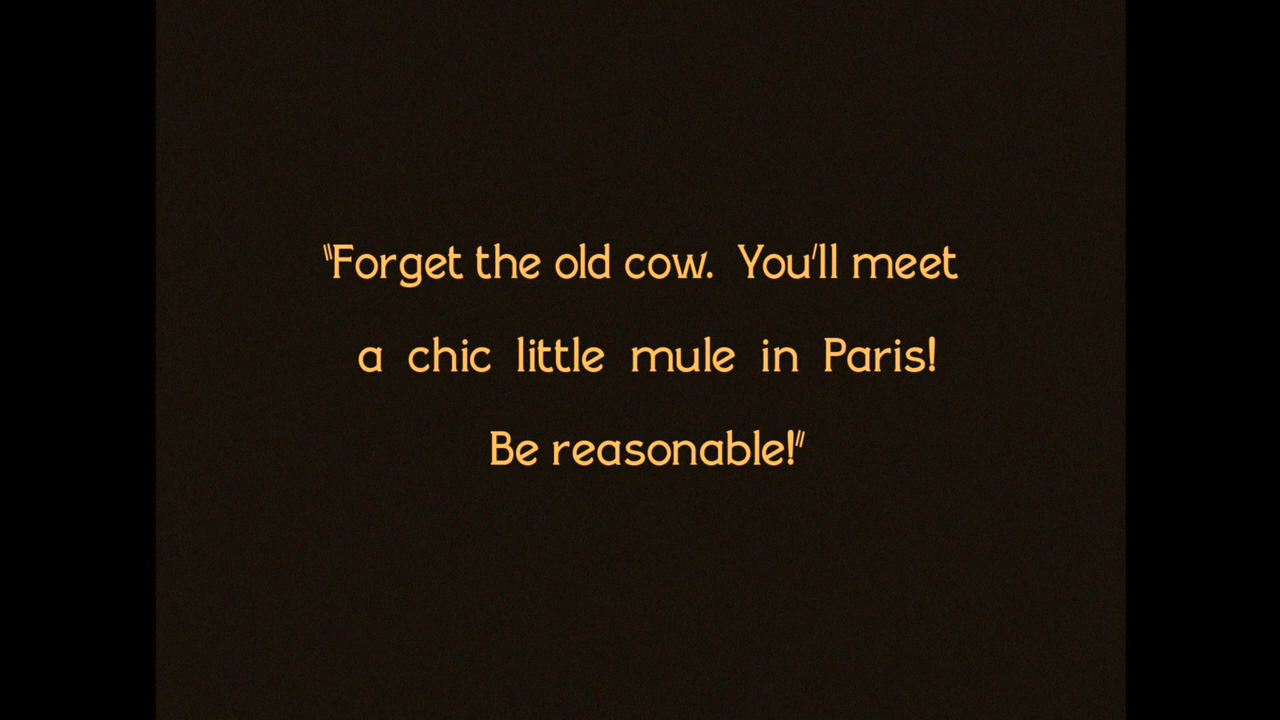 "Forget the old cow. You'll meet
a chic little mule in Paris!
Be reasonable!"